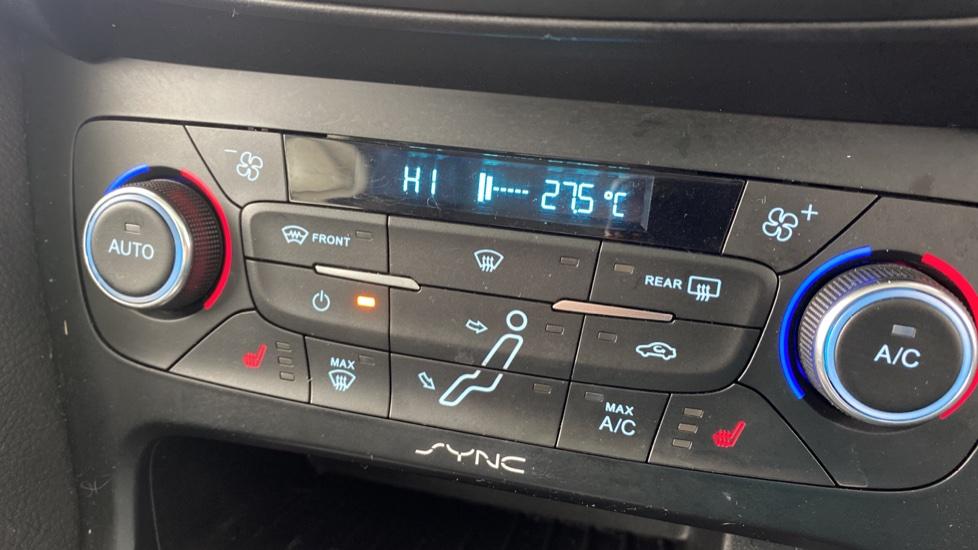 HI 27.5 °C
AUTO
FRONT
REAR
MAX
MAX
A/C
A/C
SYNC